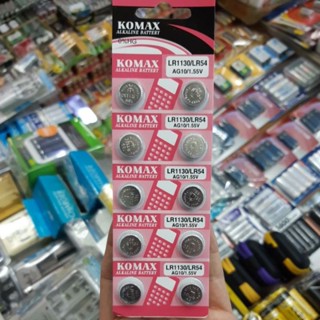 KOMAX
ALKALINE BATTERY
KOMAX
ALKALINE BATTERY
LR1130/LR54
AG10/1.55V
KOMAX
ALKALINE BATTERY
LR1130/LR54
AG10/1.55V
KOMAX
ALKALINE BATTERY
LR1130/LR54
AG10/1.55V
KOMAX
ALKALINE BATTERY
LR1130/LR54
AG10/1.55V
KOMAX
ALKALINE BATTERY
LR1130/LR54
AG10/1.55V